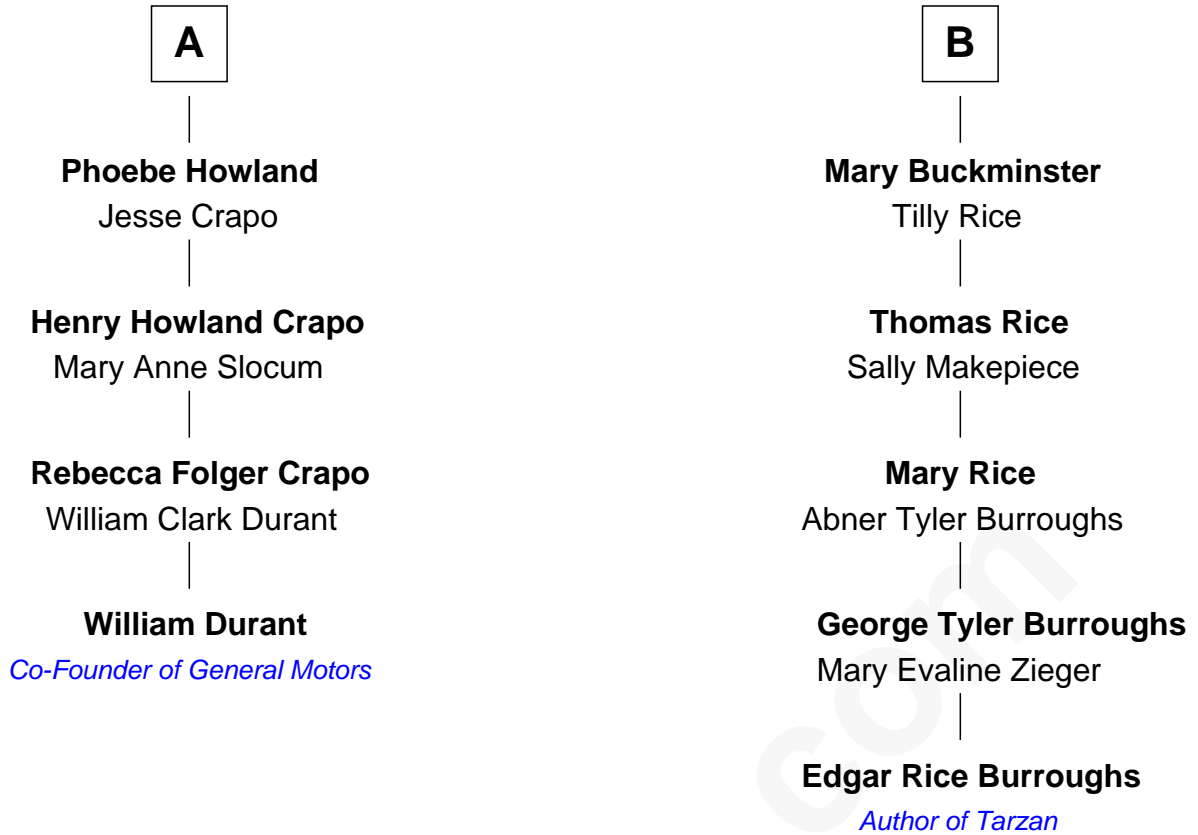 A
Phoebe Howland
Jesse Crapo
Henry Howland Crapo
Mary Anne Slocum
Rebecca Folger Crapo
William Clark Durant
William Durant
Co-Founder of General Motors
B
Mary Buckminster
Tilly Rice
Thomas Rice
Sally Makepiece
Mary Rice
Abner Tyler Burroughs
George Tyler Burroughs
Mary Evaline Zieger
Edgar Rice Burroughs
Author of Tarzan
com